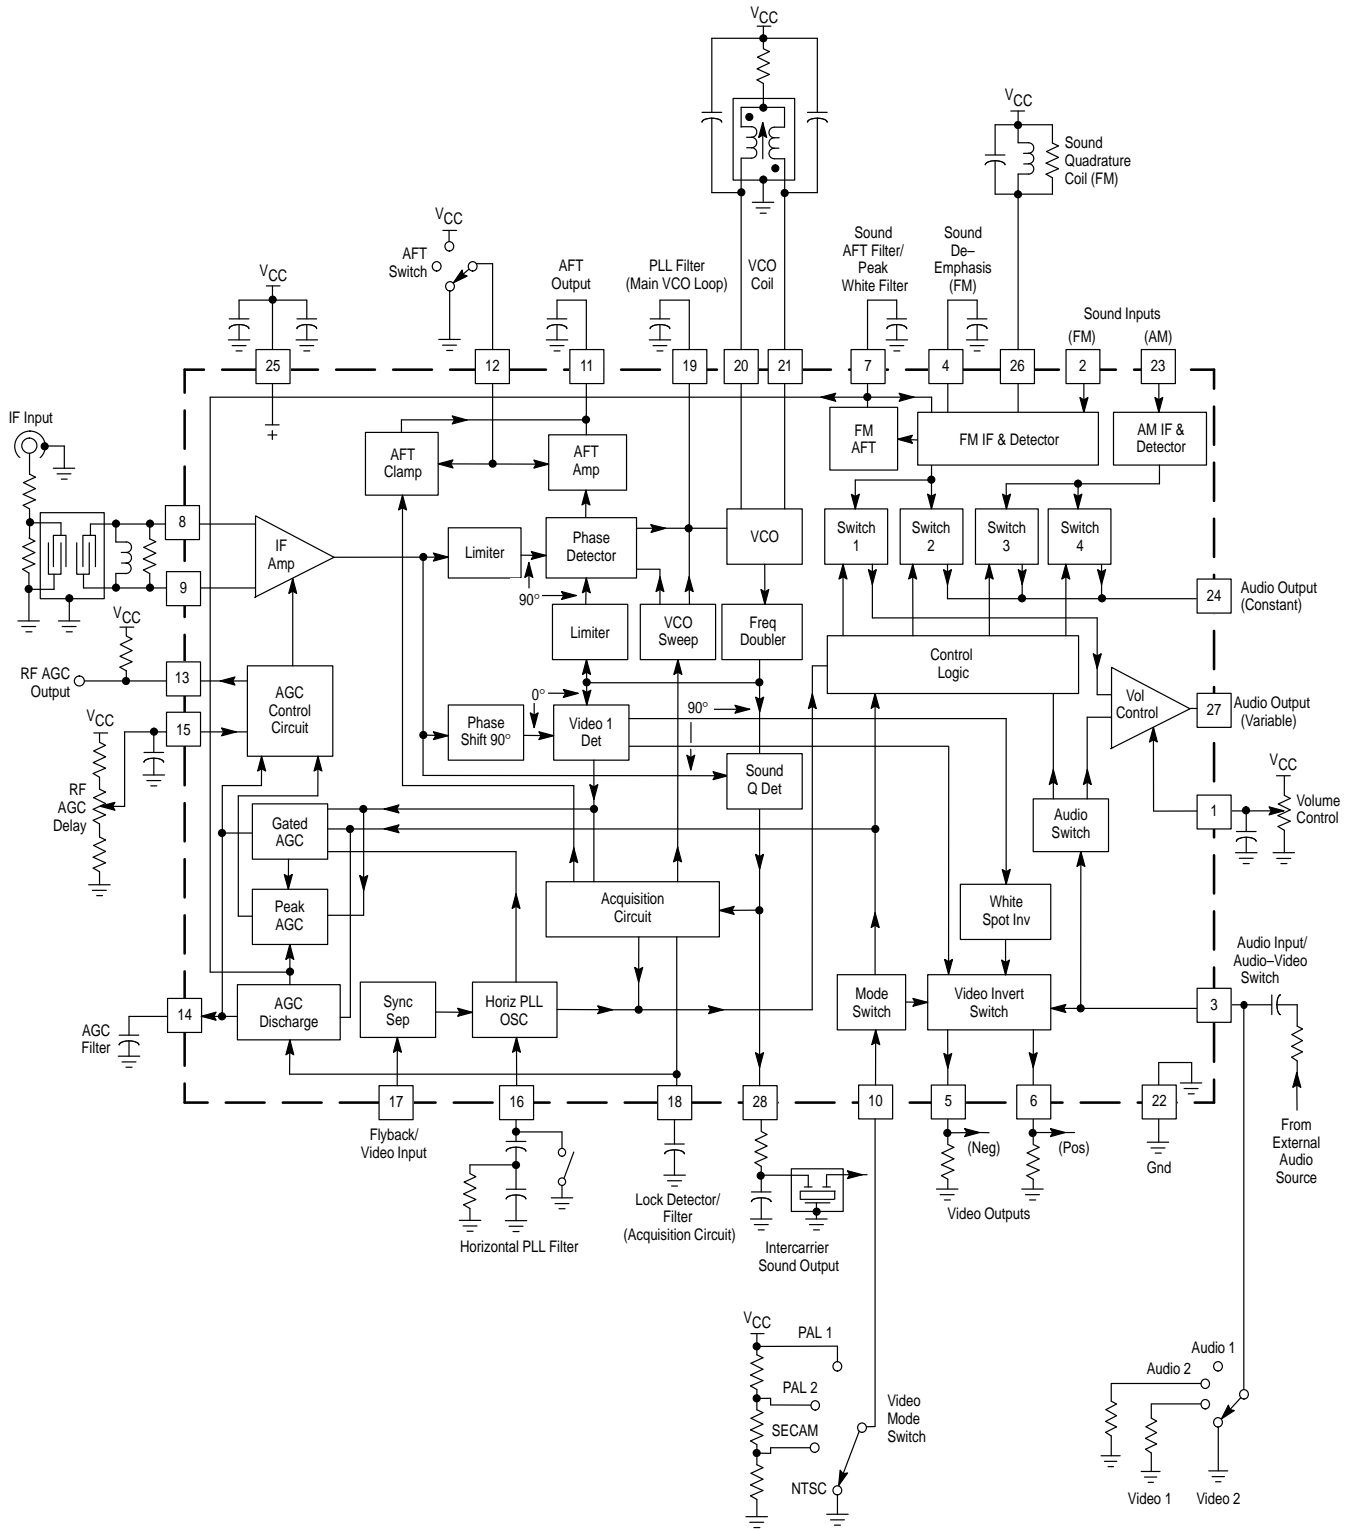 VCC
VCC
Sound
Quadrature
Coil (FM)
VCC
AFT
Switch
VCC
AFT
Output
PLL Filter
(Main VCO Loop)
VCO
Coil
Sound
AFT Filter/
Peak
White Filter
Sound
De–
Emphasis
(FM)
Sound Inputs
(FM)
(AM)
25
12
11
19
20
21
7
4
26
2
23
+
IF Input
AFT
Clamp
AFT
Amp
FM
AFT
FM IF & Detector
AM IF &
Detector
8
9
IF
Amp
Limiter
Phase
Detector
VCO
Switch
1
Switch
2
Switch
3
Switch
4
90°
24
Audio Output
(Constant)
VCC
Limiter
VCO
Sweep
Freq
Doubler
Control
Logic
RF AGC
Output
13
AGC
Control
Circuit
VCC
15
0°
90°
Phase
Shift 90°
Video 1
Det
Sound
Q Det
Vol
Control
27
Audio Output
(Variable)
RF
AGC
Delay
VCC
1
Volume
Control
Gated
AGC
Audio
Switch
Peak
AGC
Acquisition
Circuit
White
Spot Inv
Audio Input/
Audio–Video
Switch
14
AGC
Filter
AGC
Discharge
Sync
Sep
Horiz PLL
OSC
Mode
Switch
Video Invert
Switch
3
17
16
18
28
10
5
6
22
Flyback/
Video Input
(Neg)
(Pos)
Gnd
From
External
Audio
Source
Horizontal PLL Filter
Lock Detector/
Filter
(Acquisition Circuit)
Intercarrier
Sound Output
Video Outputs
VCC
PAL 1
PAL 2
SECAM
NTSC
Video
Mode
Switch
Audio 1
Audio 2
Video 1
Video 2